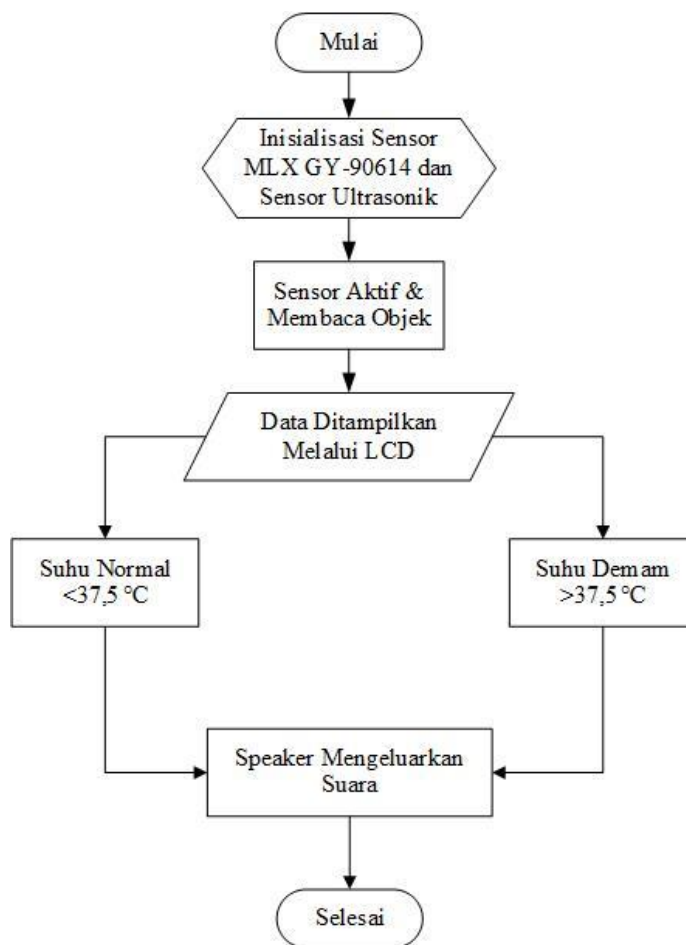 Mulai
Inisialisasi Sensor
MLX GY-90614 dan
Sensor Ultrasonik
Sensor Aktif &
Membaca Objek
Data Ditampilkan
Melalui LCD
Suhu Normal
<37,5 °C
Suhu Demam
>37,5 °C
Speaker Mengeluarkan
Suara
Selesai